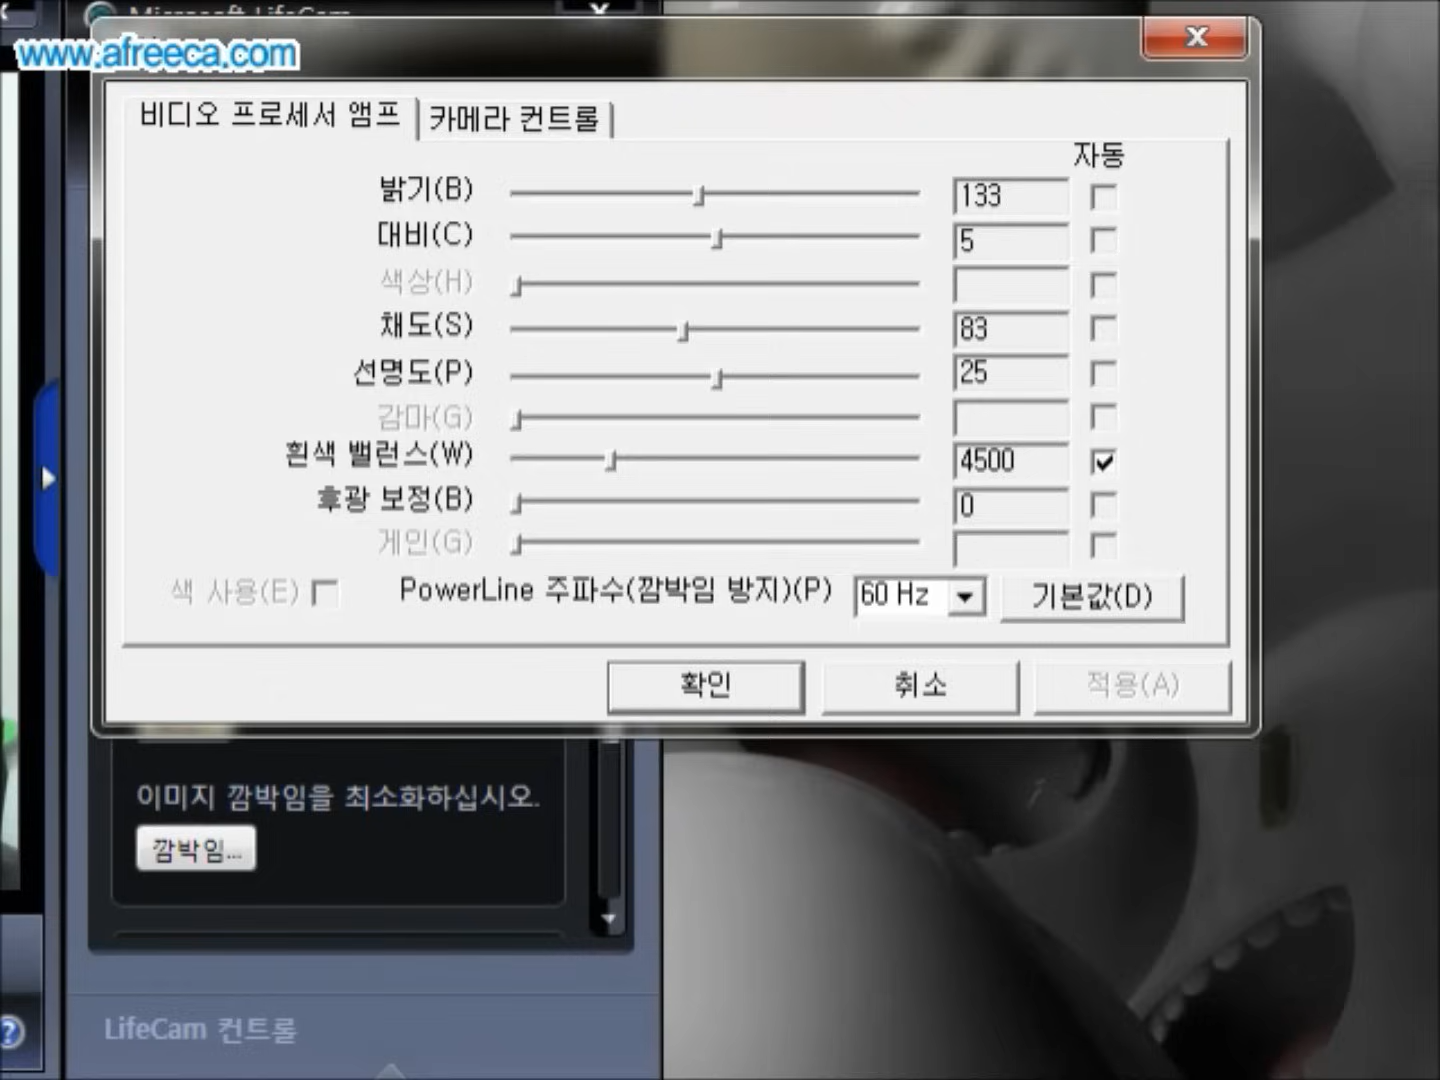 Microsoft LifeCam
www.afreeca.com
비디오 프로세서 앰프
카메라 컨트롤
자동
밝기(B) 133
대비(C) 5
색상(H)
채도(S) 83
선명도(P) 25
감마(G)
흰색 밸런스(W) 4500
후광 보정(B) 0
게인(G)
색 사용(E) PowerLine 주파수(깜박임 방지)(P) 60 Hz 기본값(D)
확인 취소 적용(A)
이미지 깜박임을 최소화하십시오.
깜박임...
LifeCam 컨트롤